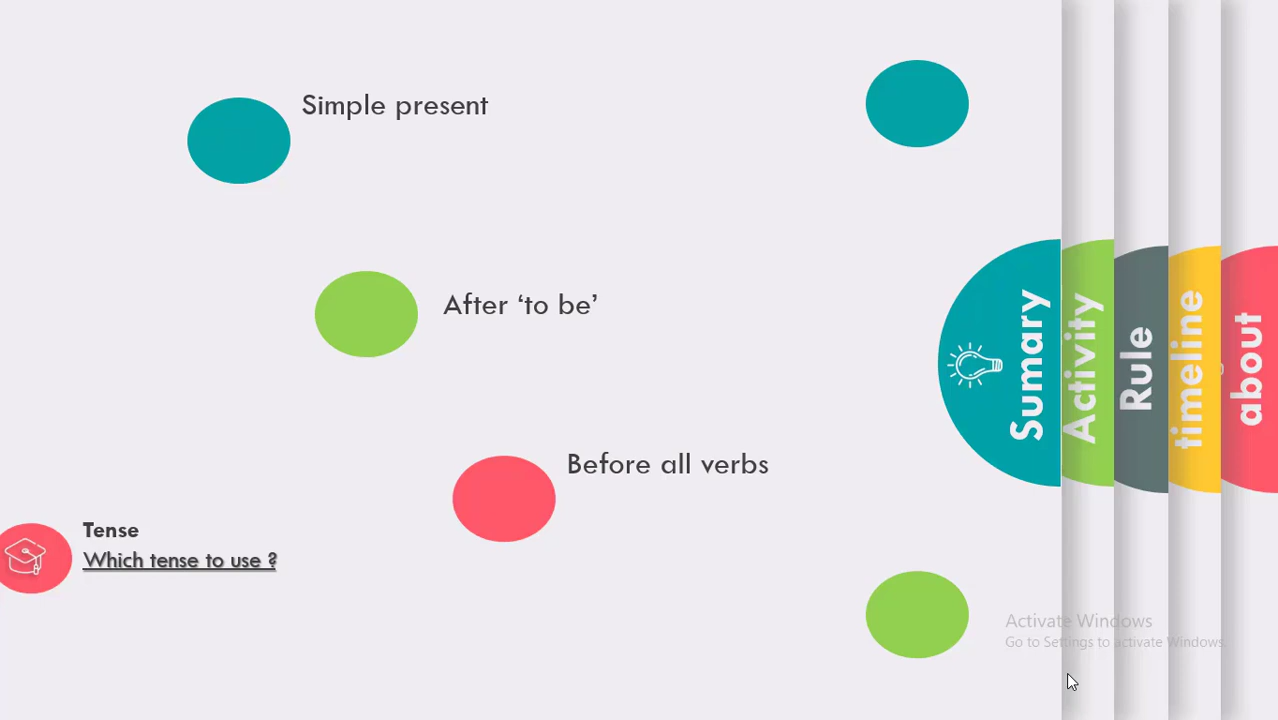 Simple present
After ‘to be’
Before all verbs
Tense
Which tense to use ?
Sumary
Activity
Rule
timeline
about
Activate Windows
Go to Settings to activate Windows.